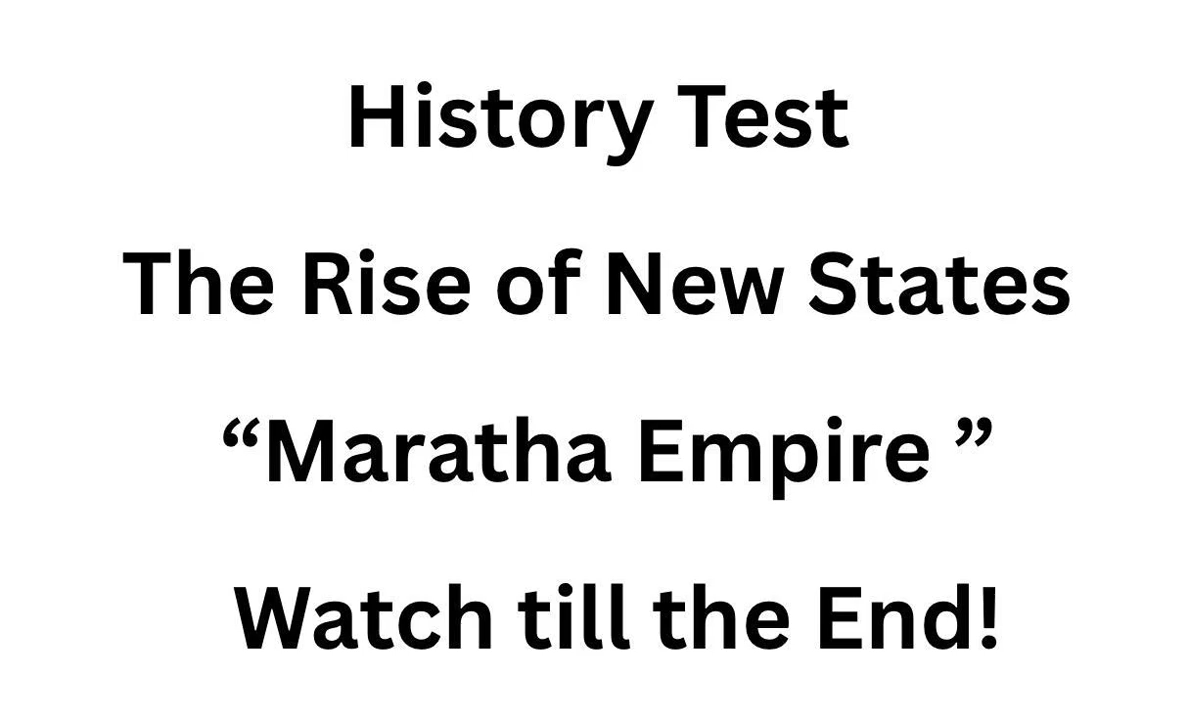 History Test
The Rise of New States
“Maratha Empire ”
Watch till the End!